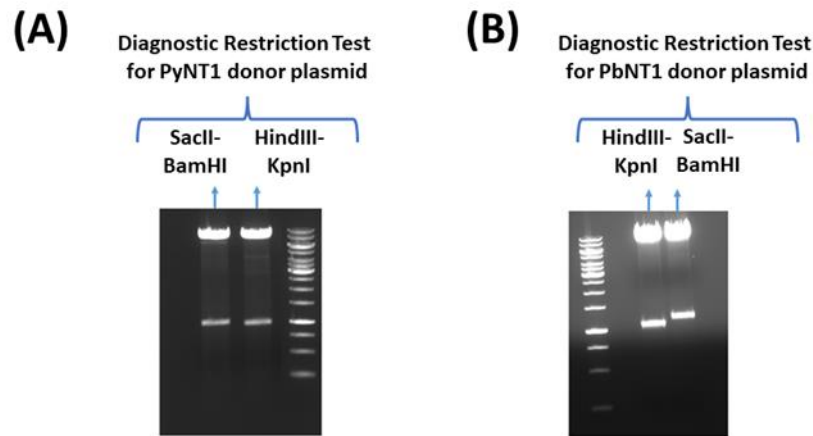 (A)
Diagnostic Restriction Test
for PyNT1 donor plasmid
SacII-
BamHI
HindIII-
KpnI
(B)
Diagnostic Restriction Test
for PbNT1 donor plasmid
HindIII-
KpnI
SacII-
BamHI